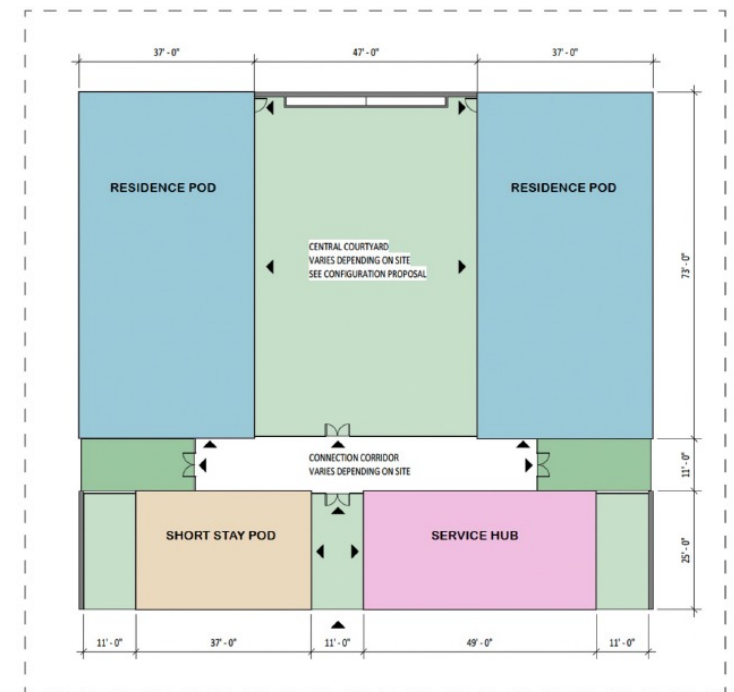 37' - 0" 47' - 0" 37' - 0"
RESIDENCE POD RESIDENCE POD
CENTRAL COURTYARD
VARIES DEPENDING ON SITE
SEE CONFIGURATION PROPOSAL
73' - 0"
CONNECTION CORRIDOR
VARIES DEPENDING ON SITE
11' - 0"
SHORT STAY POD SERVICE HUB
25' - 0"
11' - 0" 37' - 0" 11' - 0" 49' - 0" 11' - 0"